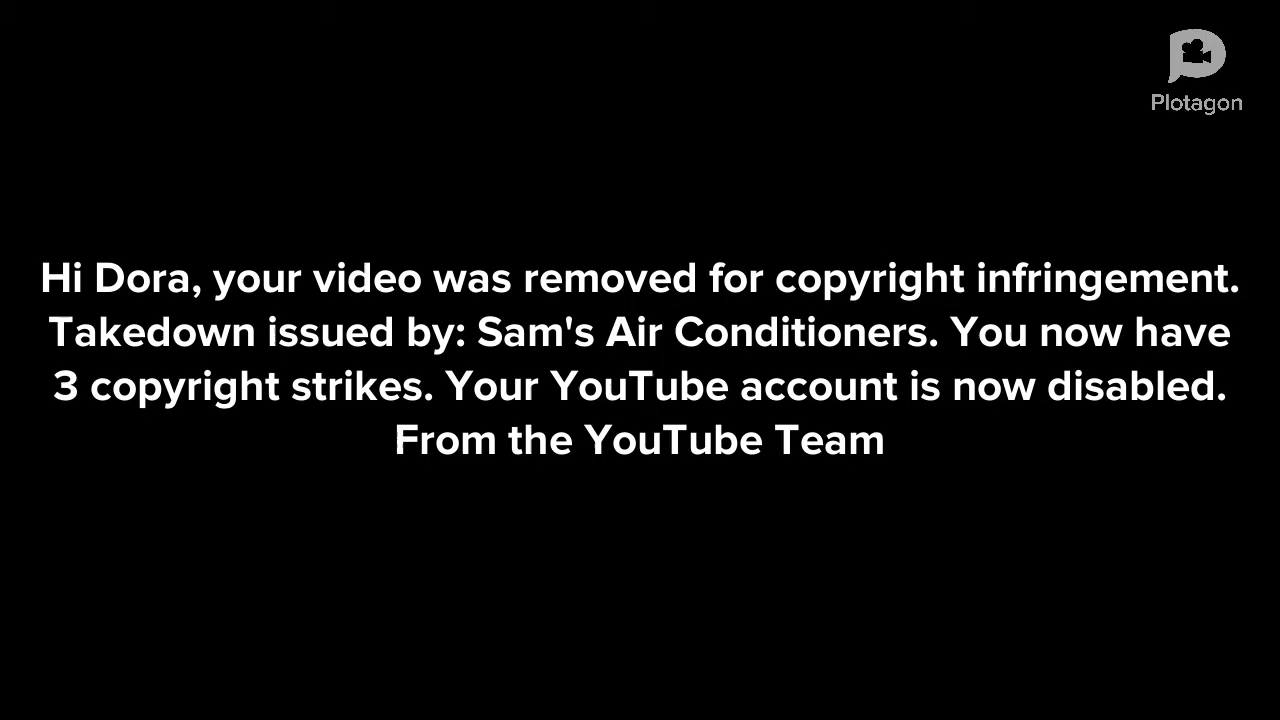 Plotagon
Hi Dora, your video was removed for copyright infringement.
Takedown issued by: Sam's Air Conditioners. You now have
3 copyright strikes. Your YouTube account is now disabled.
From the YouTube Team